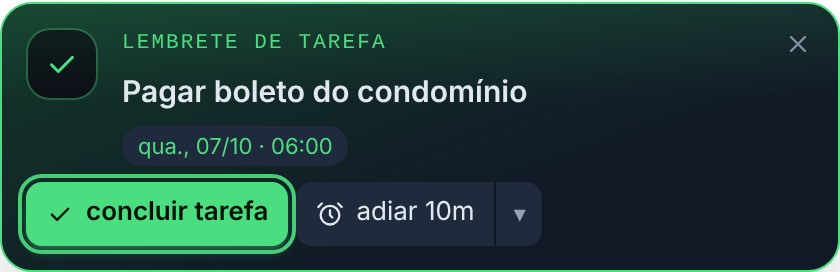 LEMBRETE DE TAREFA
Pagar boleto do condomínio
qua., 07/10 · 06:00
concluir tarefa
adiar 10m